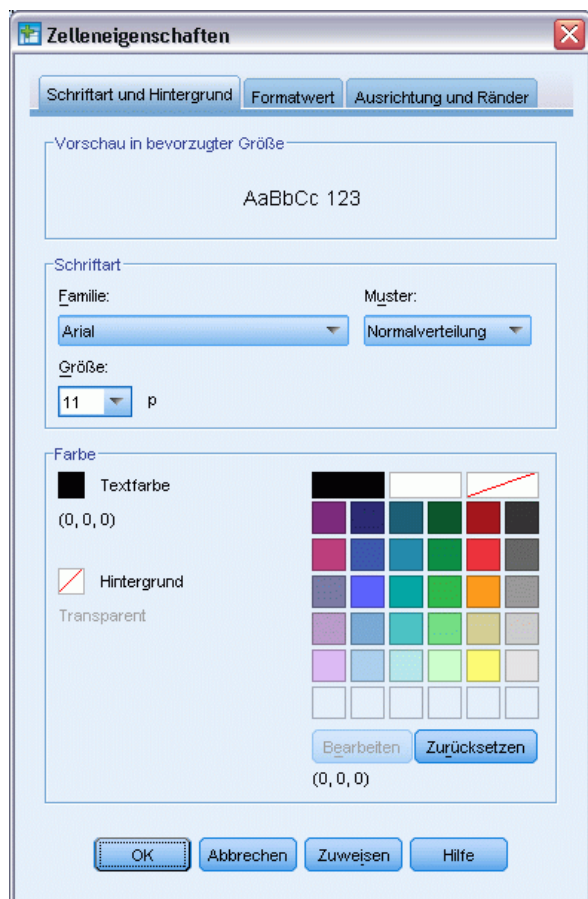 Zelleneigenschaften
Schriftart und Hintergrund Formatwert Ausrichtung und Ränder
Vorschau in bevorzugter Größe
AaBbCc 123
Schriftart
Familie: Muster:
Arial Normalverteilung
Größe:
11 p
Farbe
Textfarbe
(0, 0, 0)
Hintergrund
Transparent
Bearbeiten Zurücksetzen
(0, 0, 0)
OK Abbrechen Zuweisen Hilfe